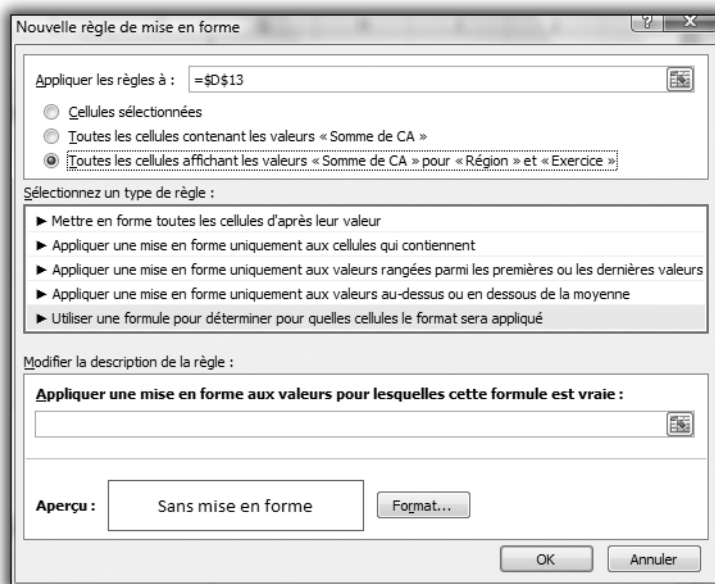 Nouvelle règle de mise en forme
Appliquer les règles à : =$D$13
Cellules sélectionnées
Toutes les cellules contenant les valeurs « Somme de CA »
Toutes les cellules affichant les valeurs « Somme de CA » pour « Région » et « Exercice »
Sélectionnez un type de règle :
► Mettre en forme toutes les cellules d'après leur valeur
► Appliquer une mise en forme uniquement aux cellules qui contiennent
► Appliquer une mise en forme uniquement aux valeurs rangées parmi les premières ou les dernières valeurs
► Appliquer une mise en forme uniquement aux valeurs au-dessus ou en dessous de la moyenne
► Utiliser une formule pour déterminer pour quelles cellules le format sera appliqué
Modifier la description de la règle :
Appliquer une mise en forme aux valeurs pour lesquelles cette formule est vraie :
Aperçu : Sans mise en forme Format...
OK Annuler